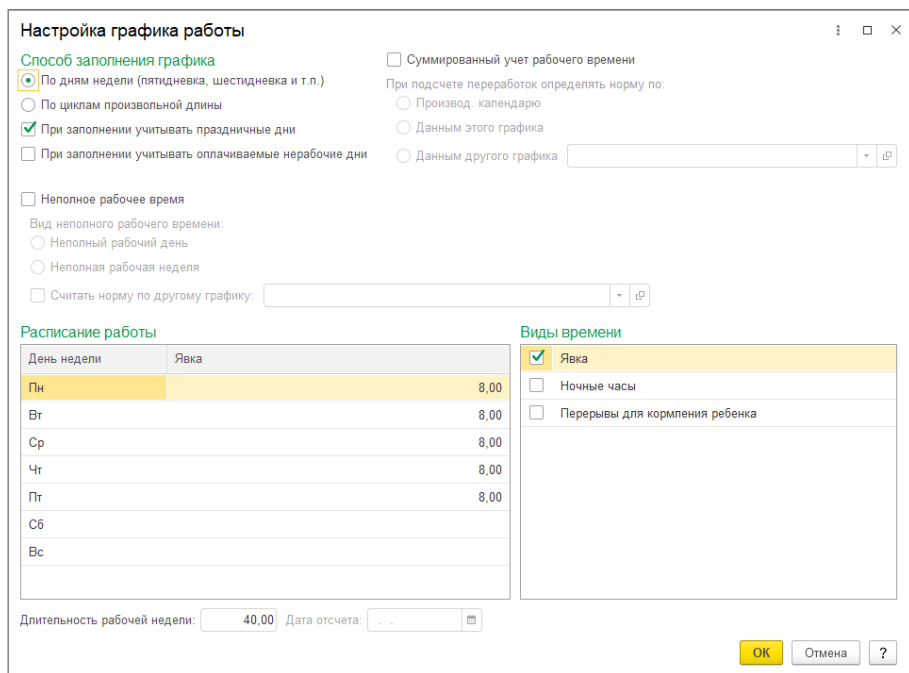 Настройка графика работы
Способ заполнения графика
По дням недели (пятидневка, шестидневка и т.п.)
По циклам произвольной длины
При заполнении учитывать праздничные дни
При заполнении учитывать оплачиваемые нерабочие дни
Суммированный учет рабочего времени
При подсчете переработок определять норму по:
Производ. календарю
Данным этого графика
Данным другого графика
Неполное рабочее время
Вид неполного рабочего времени:
Неполный рабочий день
Неполная рабочая неделя
Считать норму по другому графику:
Расписание работы
День недели Явка
Пн 8,00
Вт 8,00
Ср 8,00
Чт 8,00
Пт 8,00
Сб
Вс
Виды времени
Явка
Ночные часы
Перерывы для кормления ребенка
Длительность рабочей недели: 40,00 Дата отсчета: . .
ОК Отмена ?